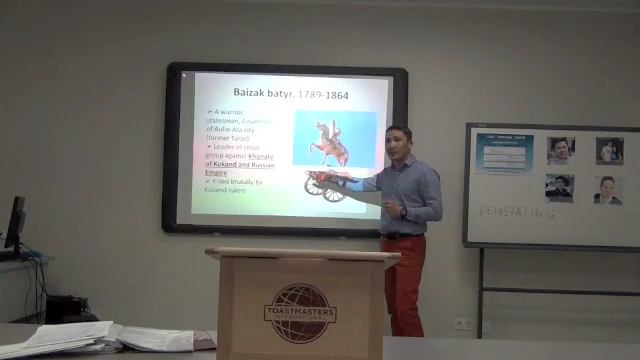 Baizak batyr, 1789-1864
➢ A warrior,
statesman, Governor
of Aulie-Ata city
(former Taraz)
➢ Leader of rebel
group against Khanate
of Kokand and Russian
Empire
➢ Killed brutally by
Kokand rulers
DEVASTATING
TOASTMASTERS
INTERNATIONAL